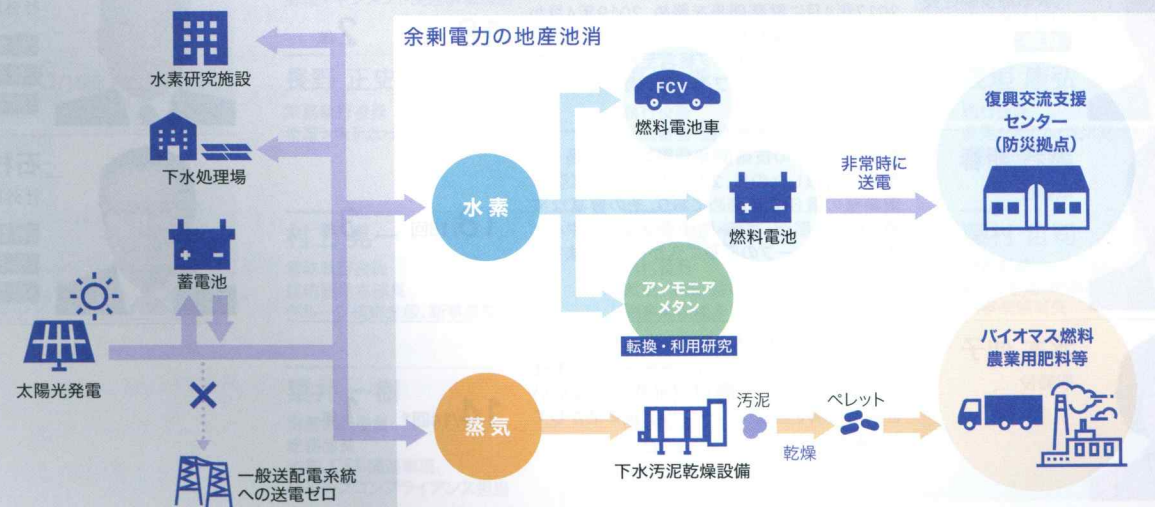 余剰電力の地産池消
水素研究施設
下水処理場
蓄電池
太陽光発電
一般送配電系統
への送電ゼロ
水素
FCV
燃料電池車
燃料電池
非常時に
送電
復興交流支援
センター
(防災拠点)
アンモニア
メタン
転換・利用研究
蒸気
下水汚泥乾燥設備
汚泥
乾燥
ペレット
バイオマス燃料
農業用肥料等